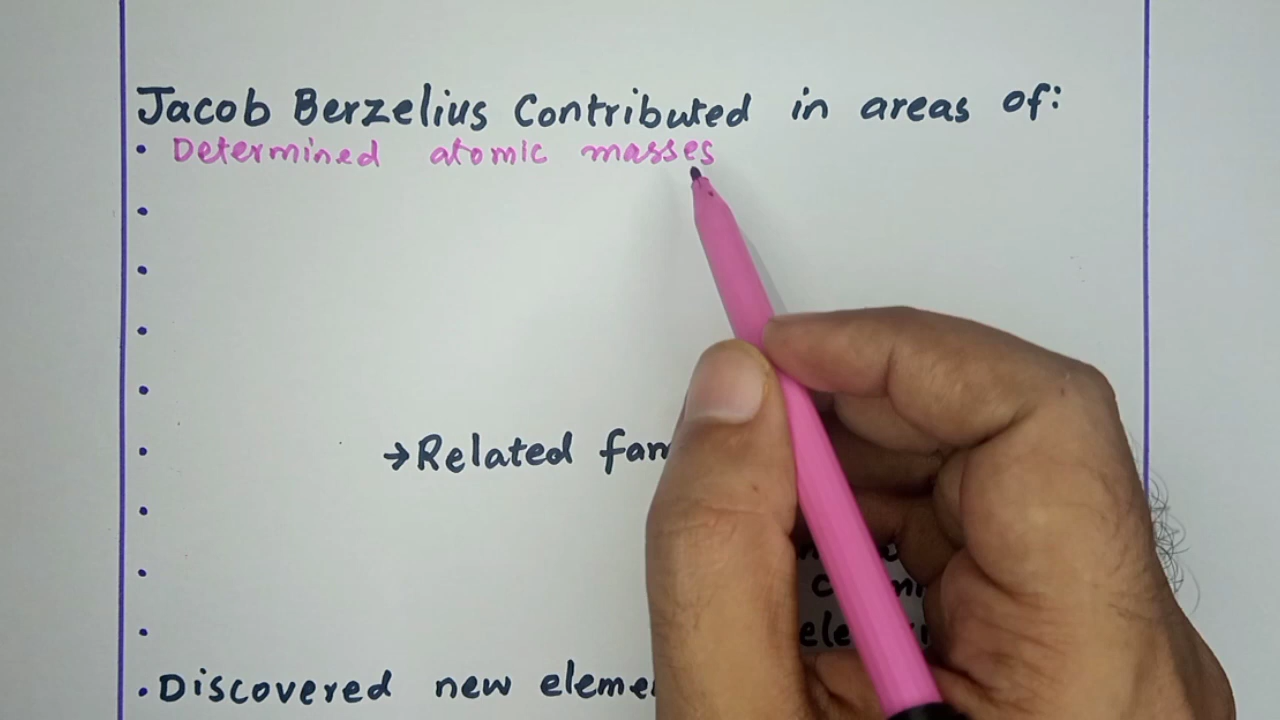 Jacob Berzelius Contributed in areas of:
• Determined atomic masses
•
•
•
•
• →Related
•
•
•
• Discovered new